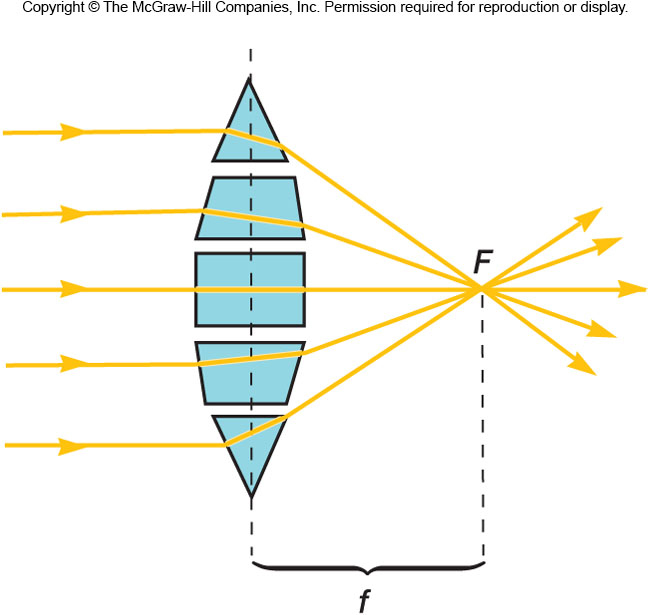 Copyright © The McGraw-Hill Companies, Inc. Permission required for reproduction or display.
F
f